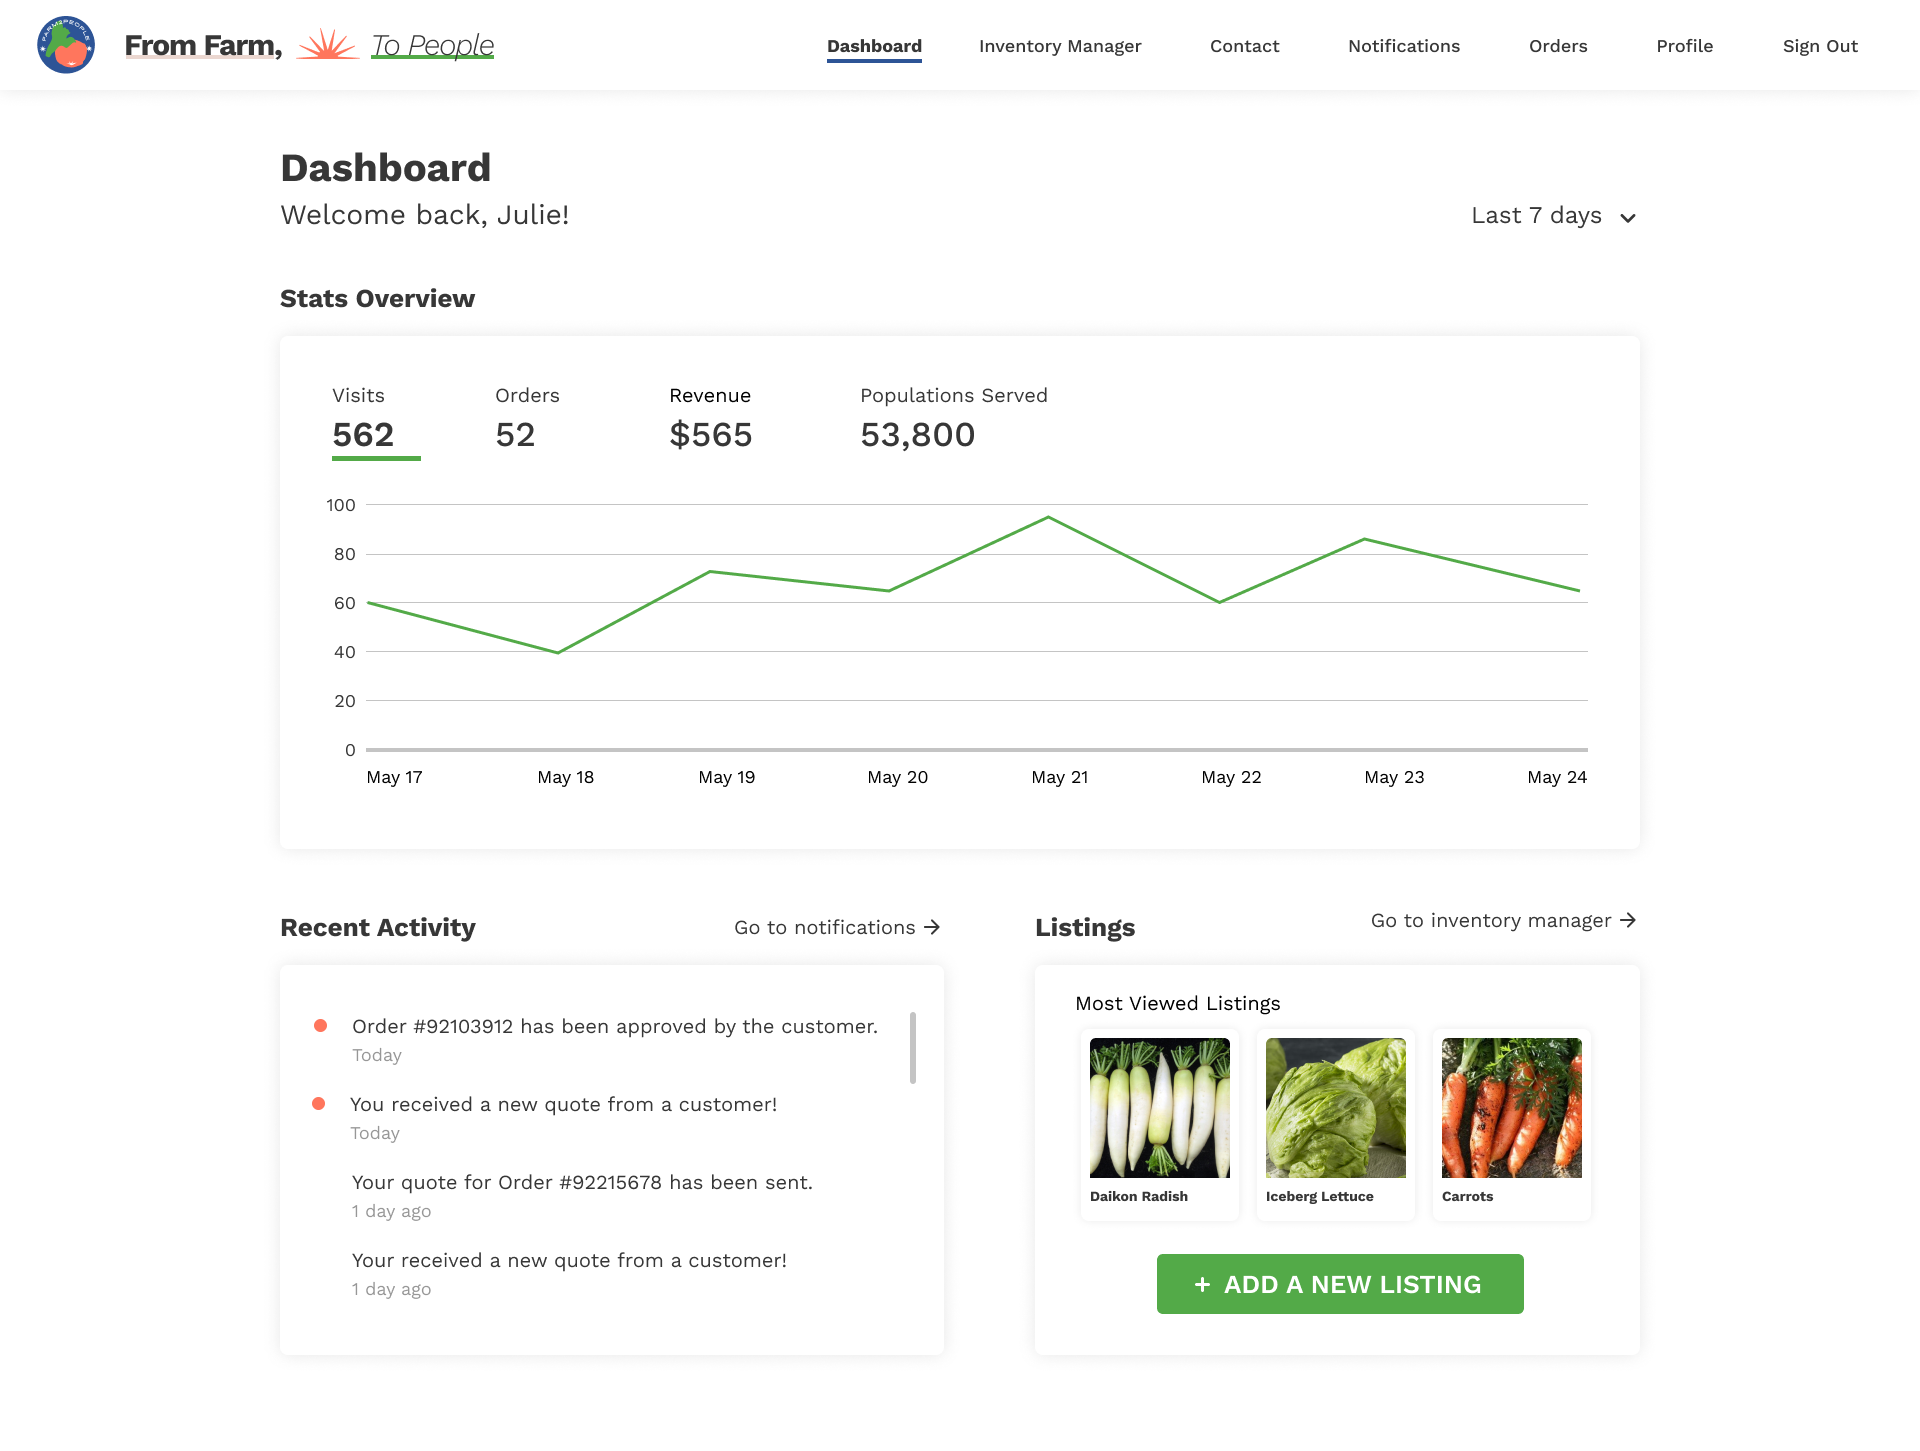 FARM2PEOPLE
From Farm, To People
Dashboard Inventory Manager Contact Notifications Orders Profile Sign Out
Dashboard
Welcome back, Julie!
Last 7 days
Stats Overview
Visits Orders Revenue Populations Served
562 52 $565 53,800
100
80
60
40
20
0
May 17 May 18 May 19 May 20 May 21 May 22 May 23 May 24
Recent Activity
Go to notifications
Order #92103912 has been approved by the customer.
Today
You received a new quote from a customer!
Today
Your quote for Order #92215678 has been sent.
1 day ago
Your received a new quote from a customer!
1 day ago
Listings
Go to inventory manager
Most Viewed Listings
Daikon Radish Iceberg Lettuce Carrots
+ ADD A NEW LISTING